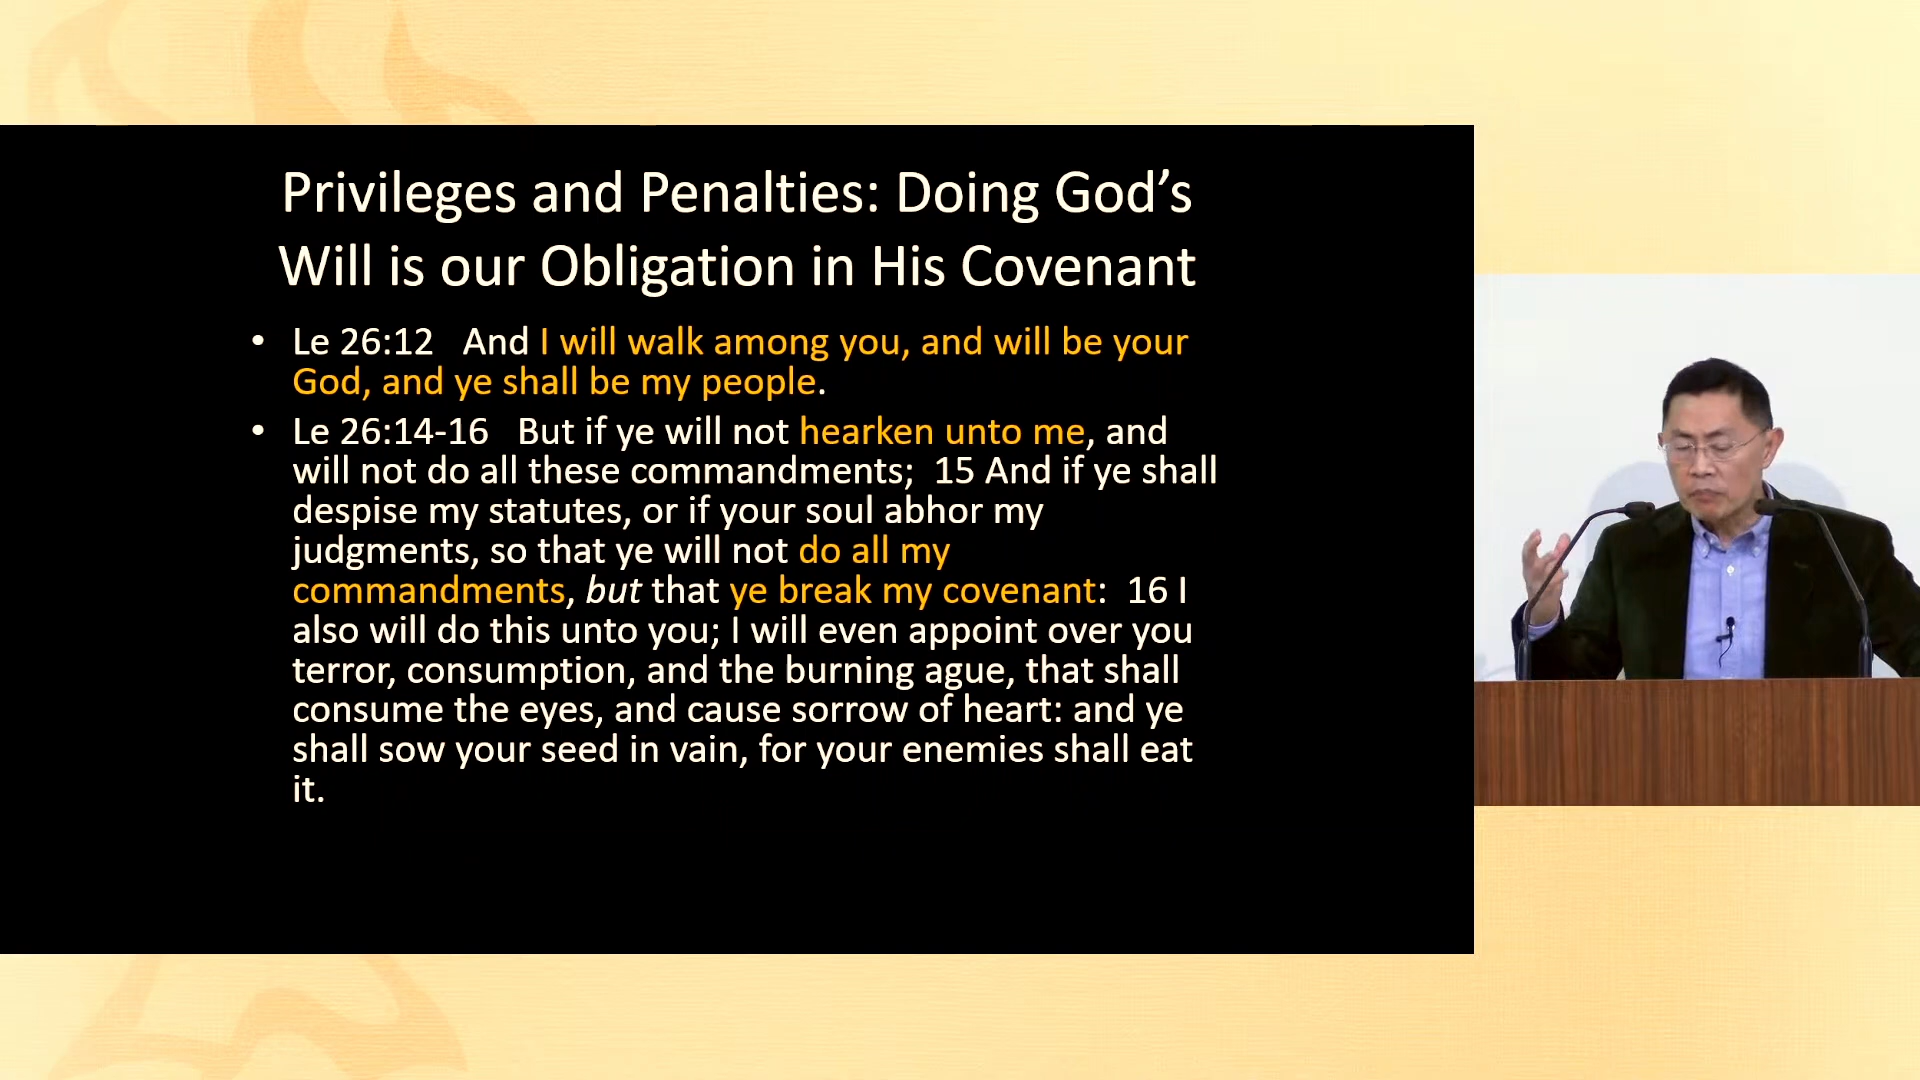 Privileges and Penalties: Doing God’s
Will is our Obligation in His Covenant
• Le 26:12 And I will walk among you, and will be your
God, and ye shall be my people.
• Le 26:14-16 But if ye will not hearken unto me, and
will not do all these commandments; 15 And if ye shall
despise my statutes, or if your soul abhor my
judgments, so that ye will not do all my
commandments, but that ye break my covenant: 16 I
also will do this unto you; I will even appoint over you
terror, consumption, and the burning ague, that shall
consume the eyes, and cause sorrow of heart: and ye
shall sow your seed in vain, for your enemies shall eat
it.